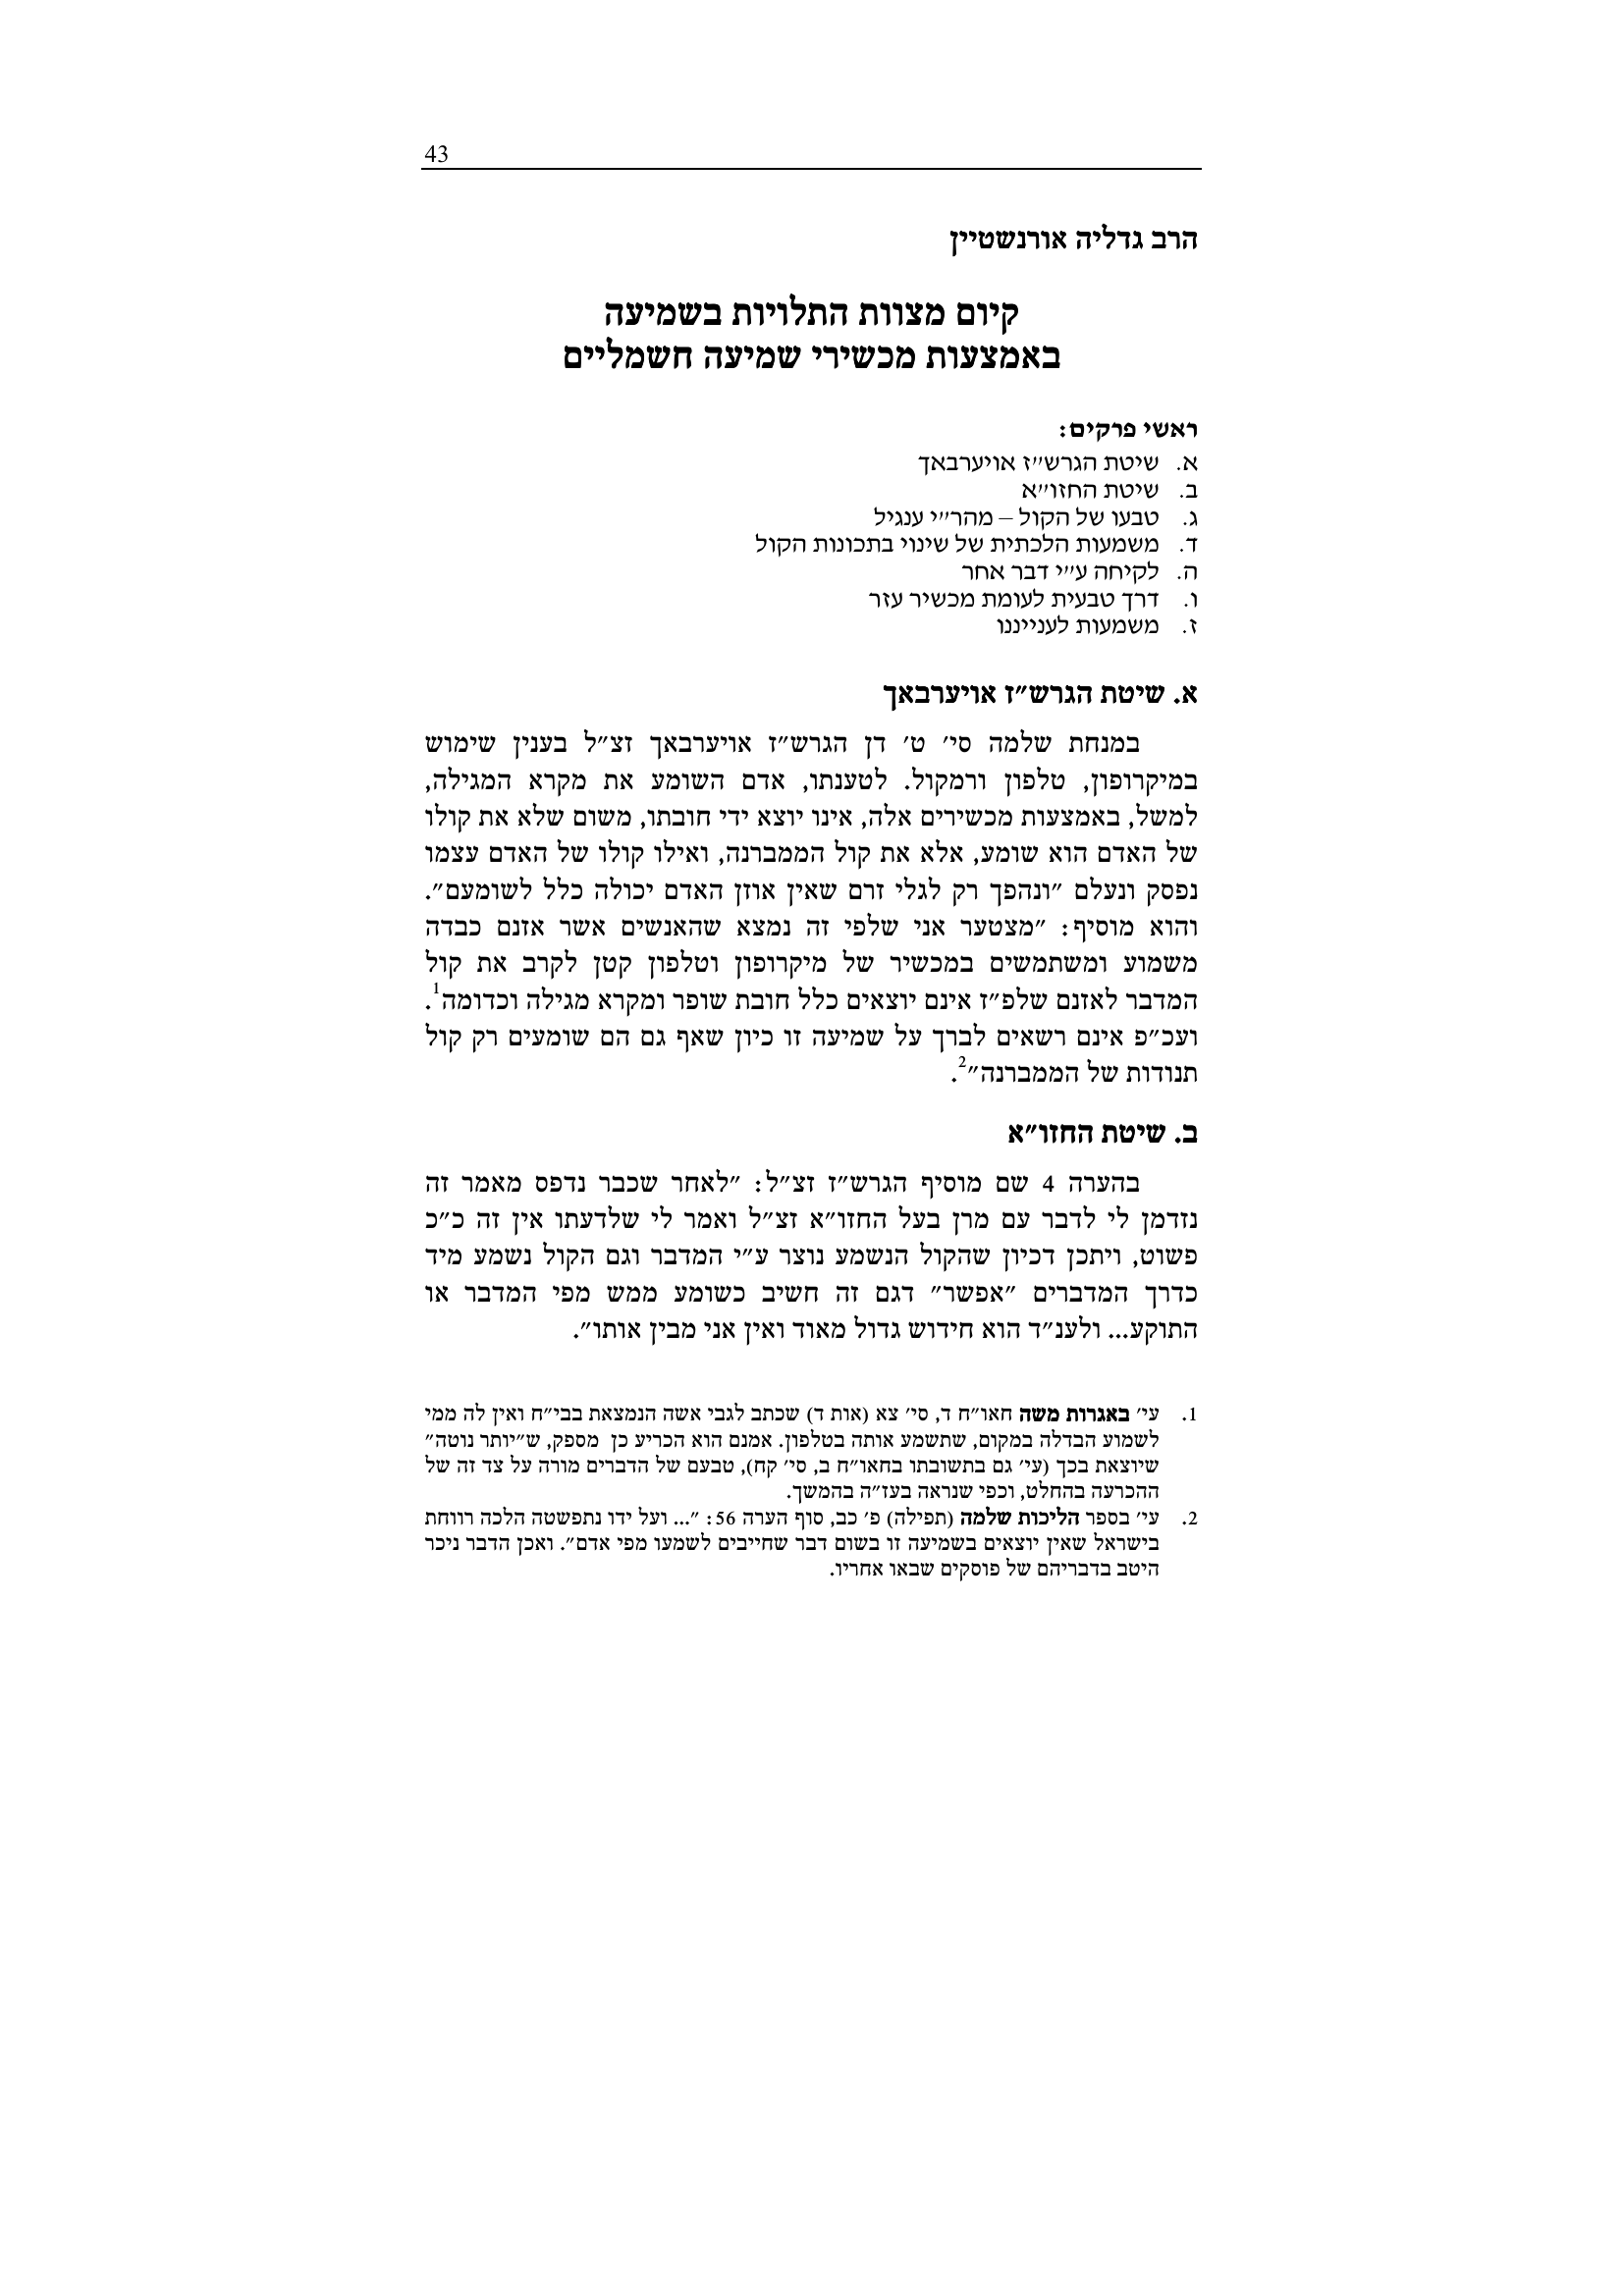 43
הרב גדליה אורנשטיין
קיום מצוות התלויות בשמיעה
באמצעות מכשירי שמיעה חשמליים
ראשי פרקים:
א. שיטת הגרש״ז אויערבאך
ב. שיטת החזו״א
ג. טבעו של הקול – מהר״י ענגיל
ד. משמעות הלכתית של שינוי בתכונות הקול
ה. לקיחה ע״י דבר אחר
ו. דרך טבעית לעומת מכשיר עזר
ז. משמעות לענייננו
א. שיטת הגרש״ז אויערבאך
במנחת שלמה סי׳ ט׳ דן הגרש״ז אויערבאך זצ״ל בענין שימוש
במיקרופון, טלפון ורמקול. לטענתו, אדם השומע את מקרא המגילה,
למשל, באמצעות מכשירים אלה, אינו יוצא ידי חובתו, משום שלא את קולו
של האדם הוא שומע, אלא את קול הממברנה, ואילו קולו של האדם עצמו
נפסק ונעלם ״ונהפך רק לגלי זרם שאין אוזן האדם יכולה כלל לשומעם״.
והוא מוסיף: ״מצטער אני שלפי זה נמצא שהאנשים אשר אזנם כבדה
משמוע ומשתמשים במכשיר של מיקרופון וטלפון קטן לקרב את קול
המדבר לאזנם שלפ״ז אינם יוצאים כלל חובת שופר ומקרא מגילה וכדומה1.
ועכ״פ אינם רשאים לברך על שמיעה זו כיון שאף גם הם שומעים רק קול
תנודות של הממברנה״2.
ב. שיטת החזו״א
בהערה 4 שם מוסיף הגרש״ז זצ״ל: ״לאחר שכבר נדפס מאמר זה
נזדמן לי לדבר עם מרן בעל החזו״א זצ״ל ואמר לי שלדעתו אין זה כ״כ
פשוט, ויתכן דכיון שהקול הנשמע נוצר ע״י המדבר וגם הקול נשמע מיד
כדרך המדברים ״אפשר״ דגם זה חשיב כשומע ממש מפי המדבר או
התוקע... ולענ״ד הוא חידוש גדול מאוד ואין אני מבין אותו״.
1. עי׳ באגרות משה חאו״ח ד, סי׳ צא (אות ד) שכתב לגבי אשה הנמצאת בבי״ח ואין לה ממי
לשמוע הבדלה במקום, שתשמע אותה בטלפון. אמנם הוא הכריע כן מספק, ש״יותר נוטה״
שיוצאת בכך (עי׳ גם בתשובתו בחאו״ח ב, סי׳ קח), טבעם של הדברים מורה על צד זה של
ההכרעה בהחלט, וכפי שנראה בעז״ה בהמשך.
2. עי׳ בספר הליכות שלמה (תפילה) פ׳ כב, סוף הערה 56: ״... ועל ידו נתפשטה הלכה רווחת
בישראל שאין יוצאים בשמיעה זו בשום דבר שחייבים לשמעו מפי אדם״. ואכן הדבר ניכר
היטב בדבריהם של פוסקים שבאו אחריו.